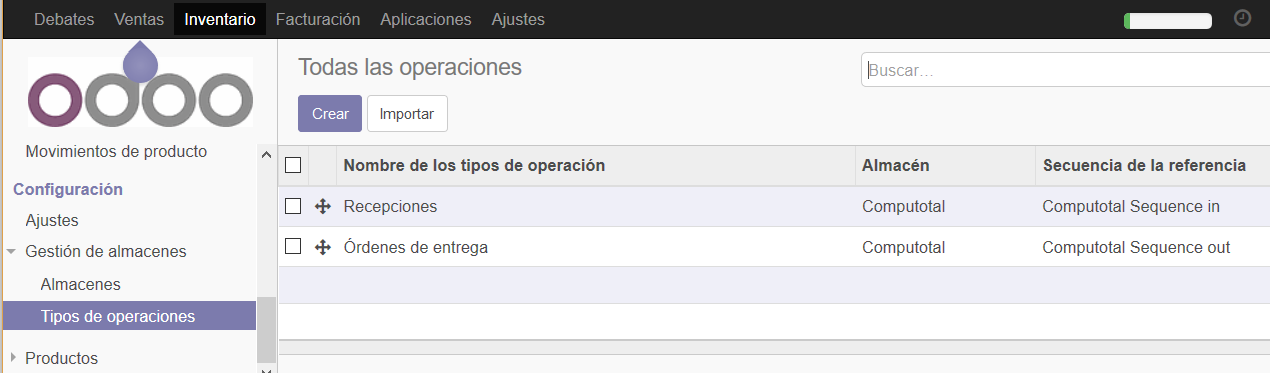 Debates Ventas Inventario Facturación Aplicaciones Ajustes
odoo
Todas las operaciones
Buscar...
Crear Importar
Movimientos de producto
Configuración
Ajustes
Gestión de almacenes
Almacenes
Tipos de operaciones
Productos
Nombre de los tipos de operación Almacén Secuencia de la referencia
Recepciones Computotal Computotal Sequence in
Órdenes de entrega Computotal Computotal Sequence out